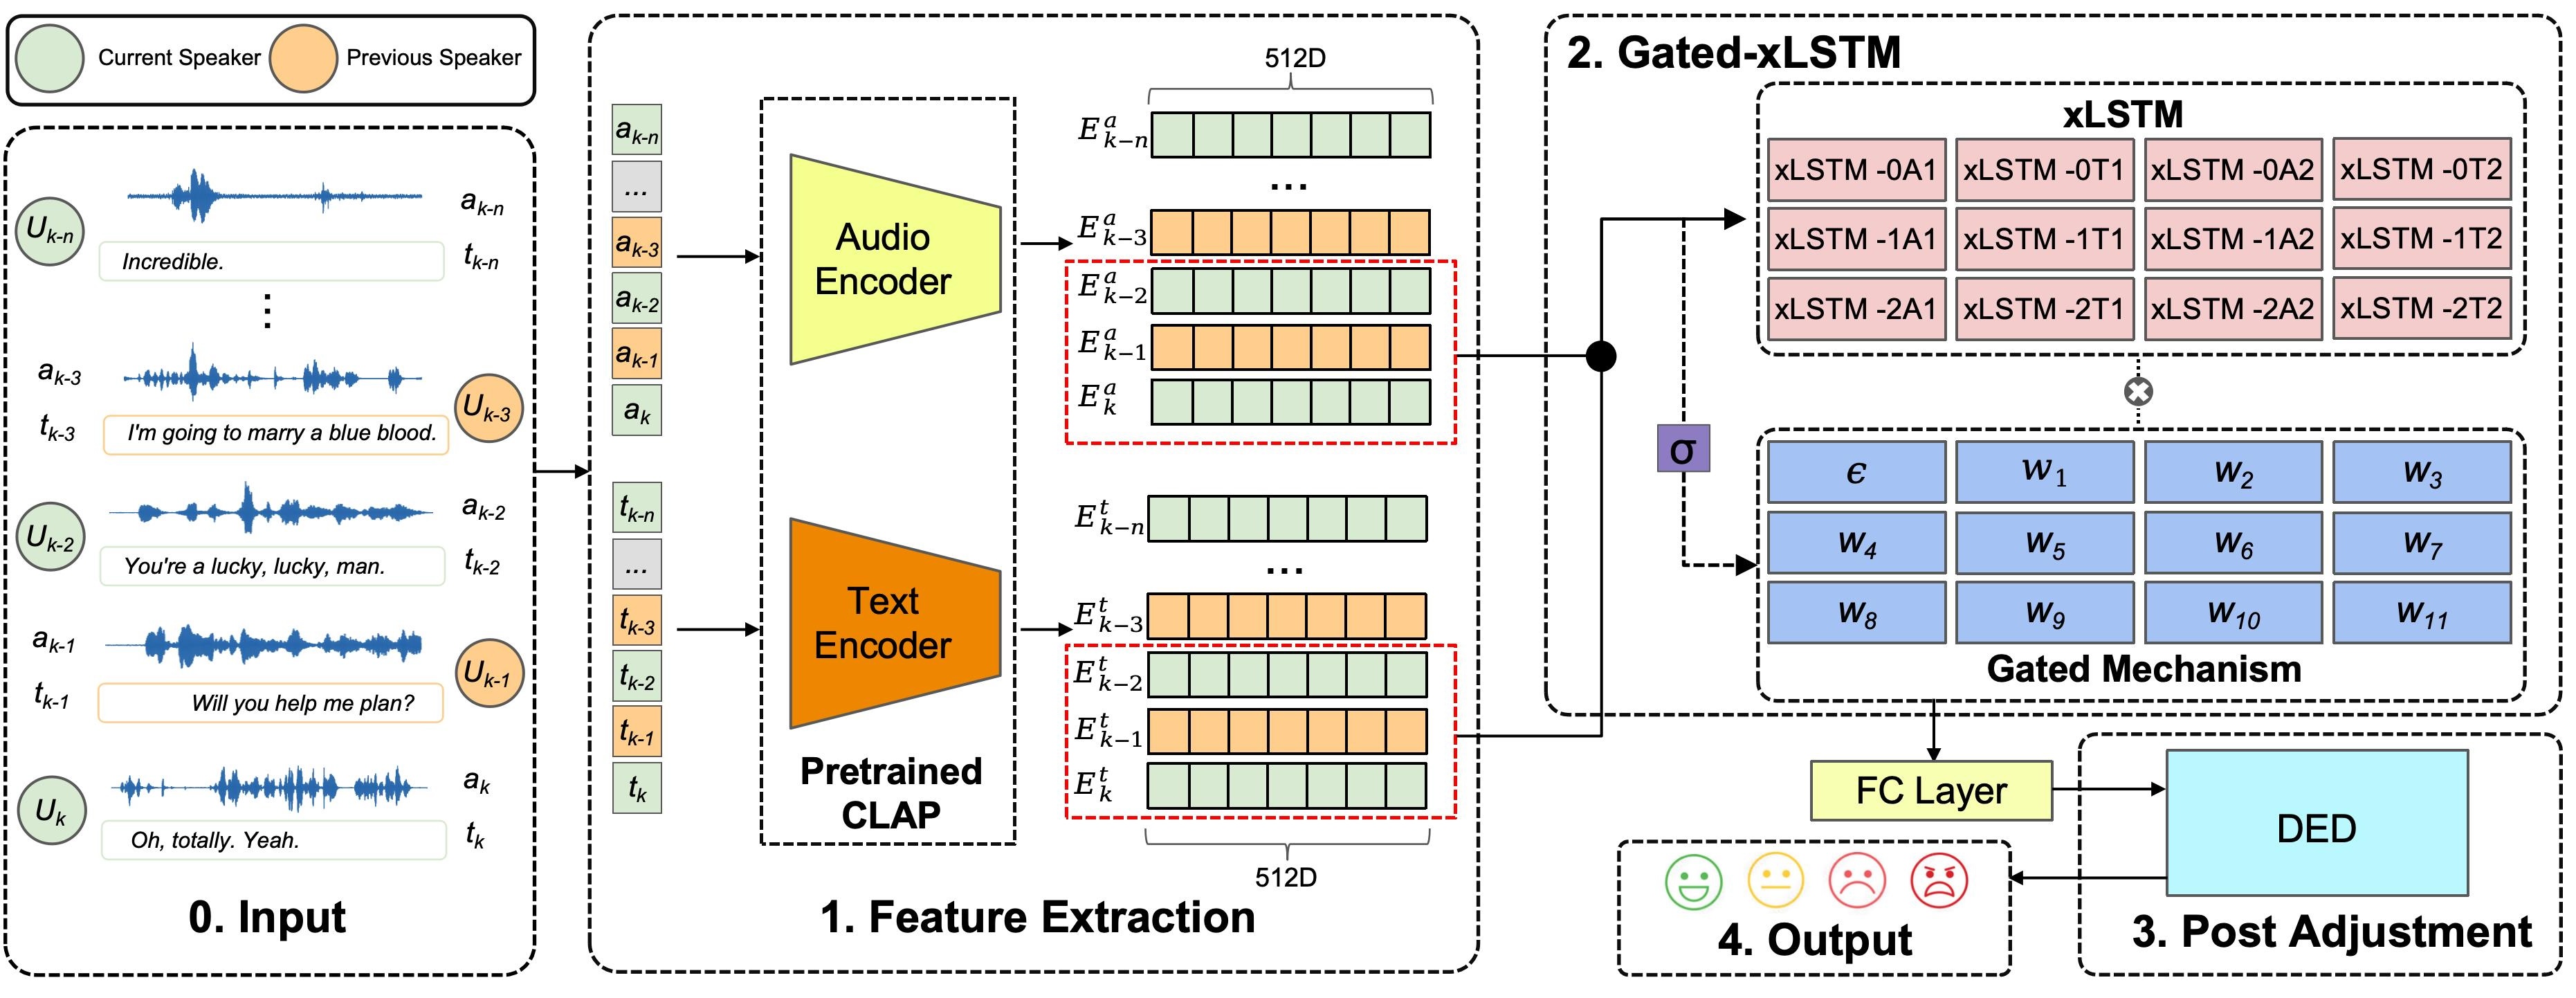 Current Speaker
Previous Speaker
U_{k-n}
a_{k-n}
Incredible.
t_{k-n}
⋮
a_{k-3}
U_{k-3}
t_{k-3}
I'm going to marry a blue blood.
U_{k-2}
a_{k-2}
You're a lucky, lucky, man.
t_{k-2}
a_{k-1}
U_{k-1}
t_{k-1}
Will you help me plan?
U_k
a_k
Oh, totally. Yeah.
t_k
0. Input
a_{k-n}
...
a_{k-3}
a_{k-2}
a_{k-1}
a_k
t_{k-n}
...
t_{k-3}
t_{k-2}
t_{k-1}
t_k
Audio
Encoder
Text
Encoder
Pretrained
CLAP
512D
E^a_{k-n}
...
E^a_{k-3}
E^a_{k-2}
E^a_{k-1}
E^a_k
E^t_{k-n}
...
E^t_{k-3}
E^t_{k-2}
E^t_{k-1}
E^t_k
512D
1. Feature Extraction
2. Gated-xLSTM
xLSTM
xLSTM -0A1 xLSTM -0T1 xLSTM -0A2 xLSTM -0T2
xLSTM -1A1 xLSTM -1T1 xLSTM -1A2 xLSTM -1T2
xLSTM -2A1 xLSTM -2T1 xLSTM -2A2 xLSTM -2T2
σ
ϵ w_1 w_2 w_3
w_4 w_5 w_6 w_7
w_8 w_9 w_{10} w_{11}
Gated Mechanism
FC Layer
DED
3. Post Adjustment
4. Output